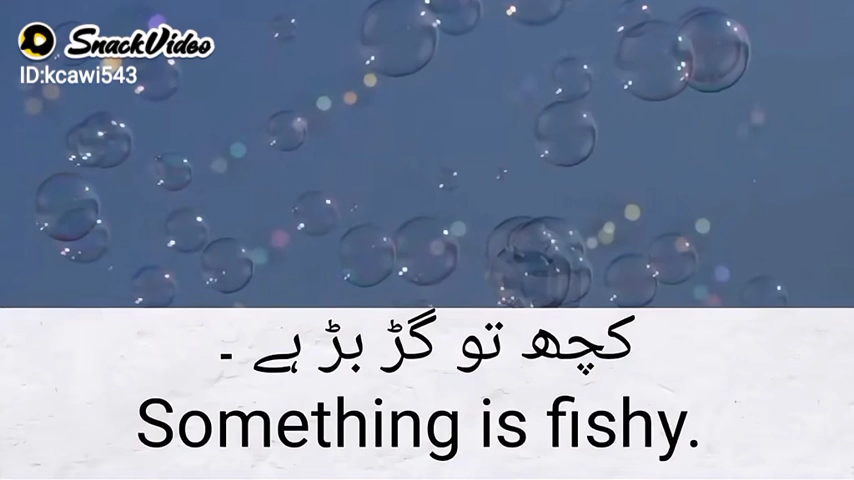 SnackVideo
ID:kcawi543
کچھ تو گڑ بڑ ہے ۔
Something is fishy.